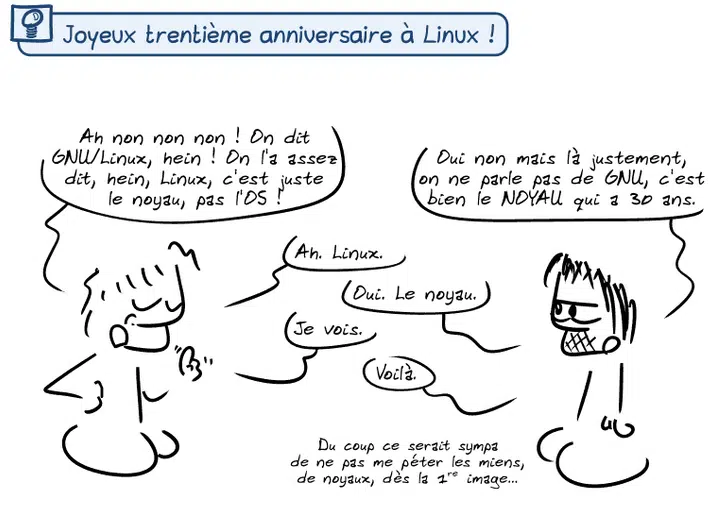 Joyeux trentième anniversaire à Linux !
Ah non non non ! On dit
GNU/Linux, hein ! On l'a assez
dit, hein, Linux, c'est juste
le noyau, pas l'OS !
Oui non mais là justement,
on ne parle pas de GNU, c'est
bien le NOYAU qui a 30 ans.
Ah. Linux.
Oui. Le noyau.
Je vois.
Voilà.
Du coup ce serait sympa
de ne pas me péter les miens,
de noyaux, dès la 1re image...